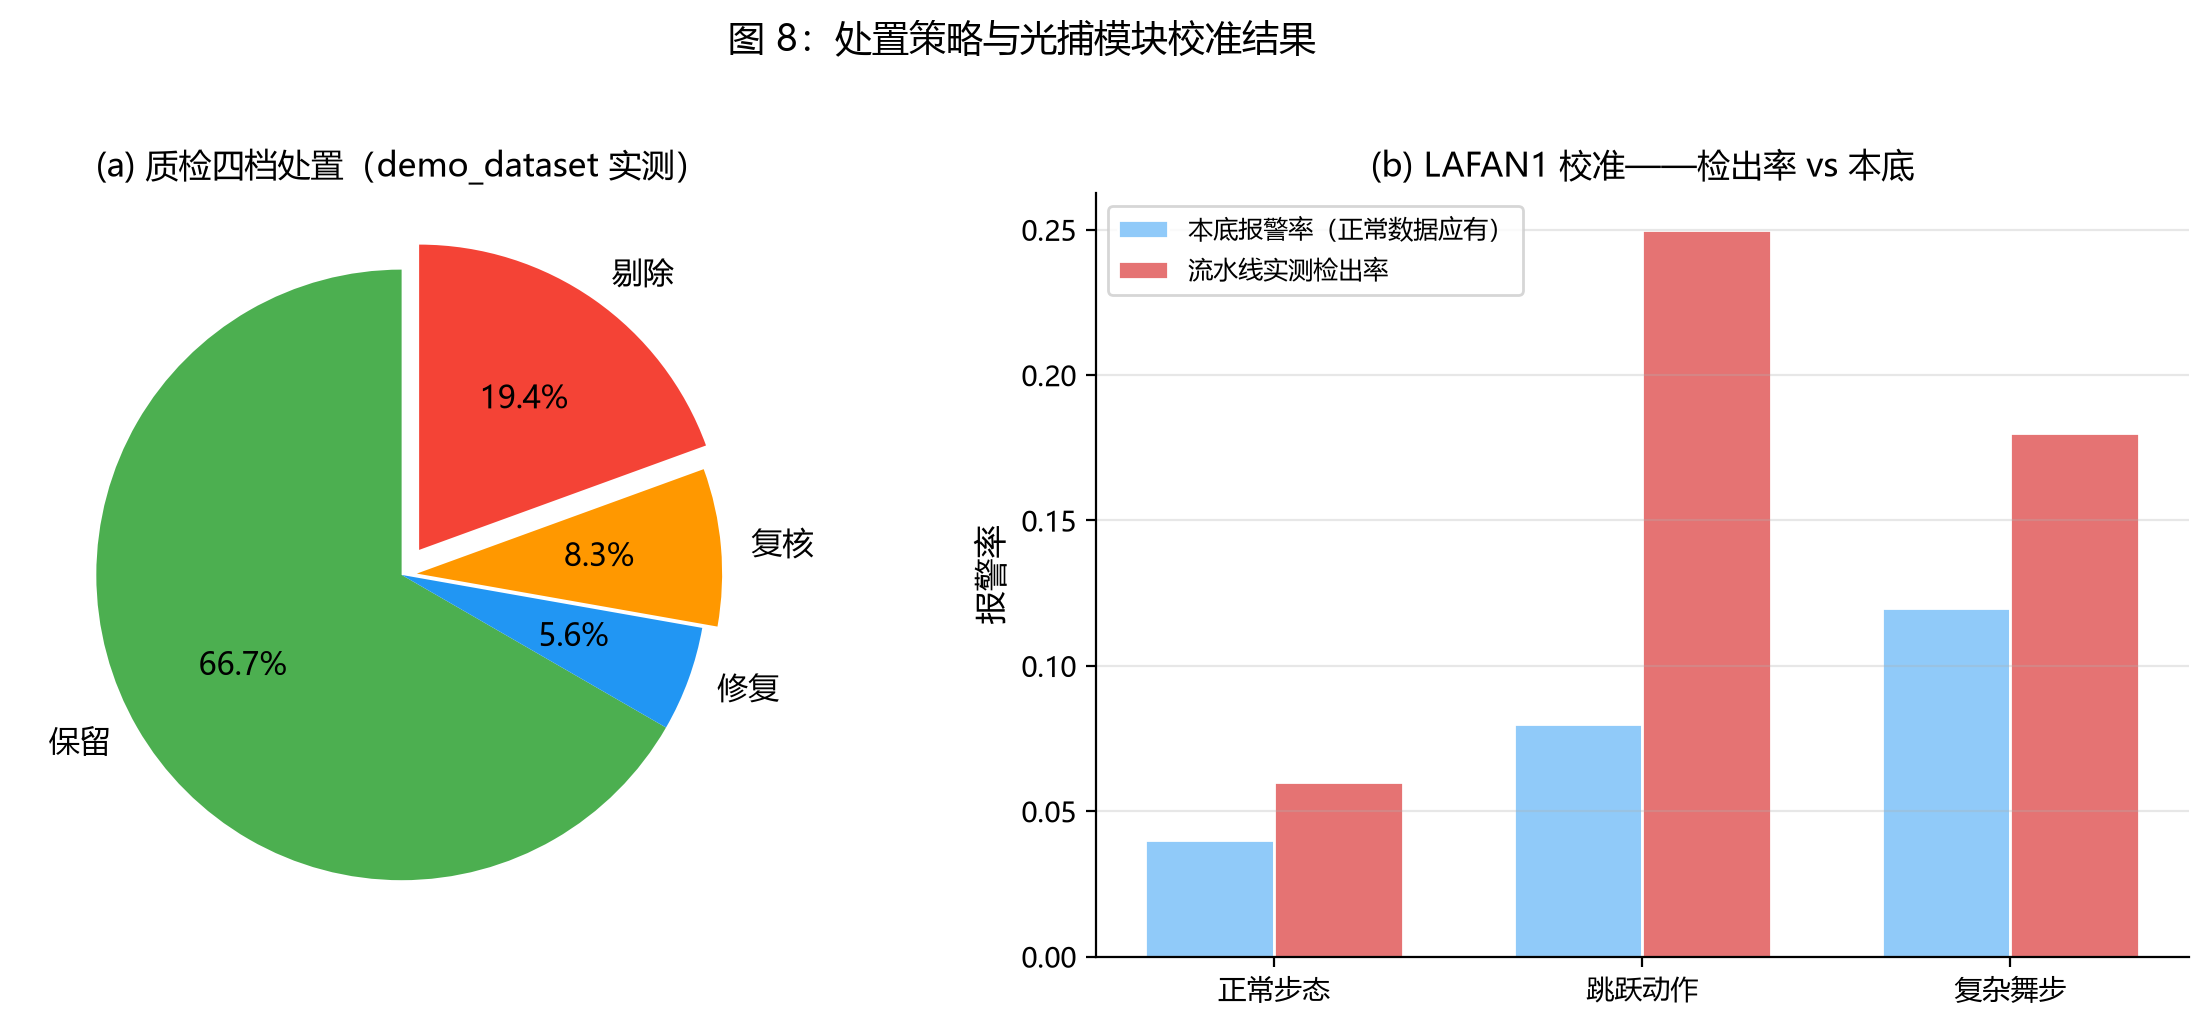 图 8：处置策略与光捕模块校准结果
(a) 质检四档处置（demo_dataset 实测）
剔除
19.4%
复核
8.3%
5.6%
修复
66.7%
保留
(b) LAFAN1 校准——检出率 vs 本底
本底报警率（正常数据应有）
流水线实测检出率
报警率
0.25
0.20
0.15
0.10
0.05
0.00
正常步态
跳跃动作
复杂舞步